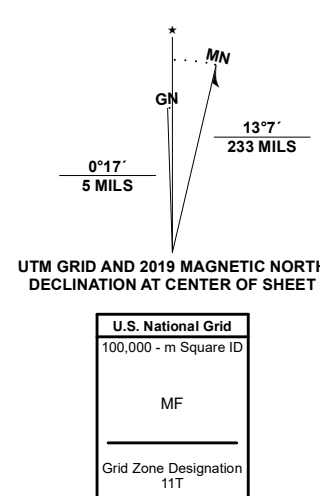 ★
MN
GN
13°7´
233 MILS
0°17´
5 MILS
UTM GRID AND 2019 MAGNETIC NORTH
DECLINATION AT CENTER OF SHEET
U.S. National Grid
100,000 - m Square ID
MF
Grid Zone Designation
11T